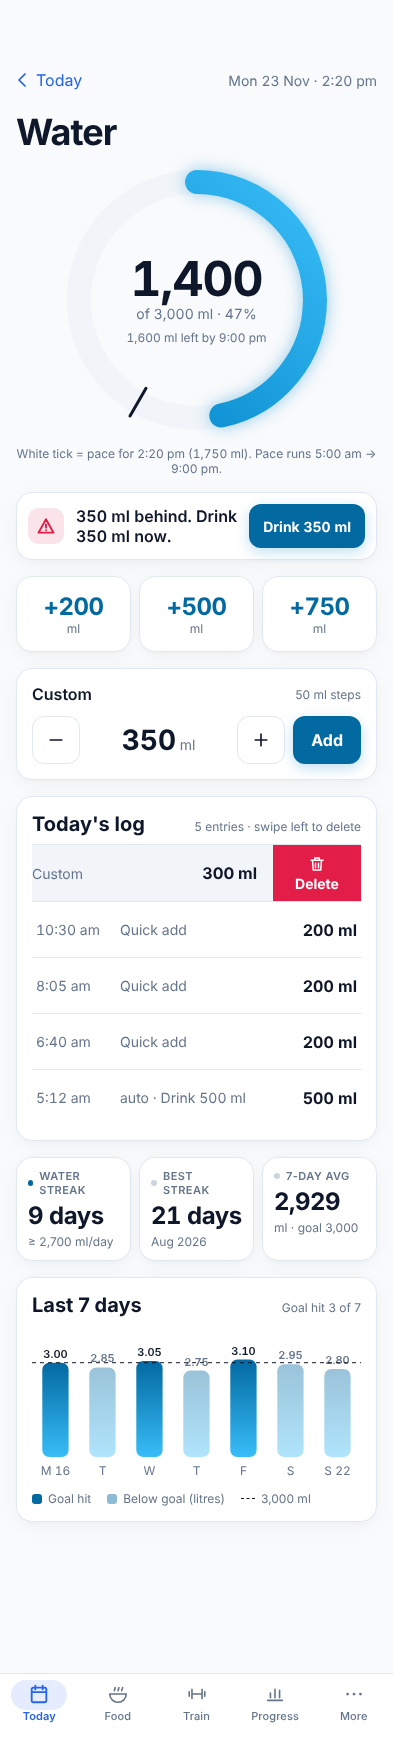 Today
Mon 23 Nov · 2:20 pm
Water
1,400
of 3,000 ml · 47%
1,600 ml left by 9:00 pm
White tick = pace for 2:20 pm (1,750 ml). Pace runs 5:00 am →
9:00 pm.
350 ml behind. Drink
350 ml now.
Drink 350 ml
+200
ml
+500
ml
+750
ml
Custom
50 ml steps
350 ml
Add
Today's log
5 entries · swipe left to delete
Custom
300 ml
Delete
10:30 am
Quick add
200 ml
8:05 am
Quick add
200 ml
6:40 am
Quick add
200 ml
5:12 am
auto · Drink 500 ml
500 ml
WATER
STREAK
9 days
≥ 2,700 ml/day
BEST
STREAK
21 days
Aug 2026
7-DAY AVG
2,929
ml · goal 3,000
Last 7 days
Goal hit 3 of 7
3.00
2.85
3.05
2.75
3.10
2.95
2.80
M 16
T
W
T
F
S
S 22
Goal hit
Below goal (litres)
3,000 ml
Today
Food
Train
Progress
More